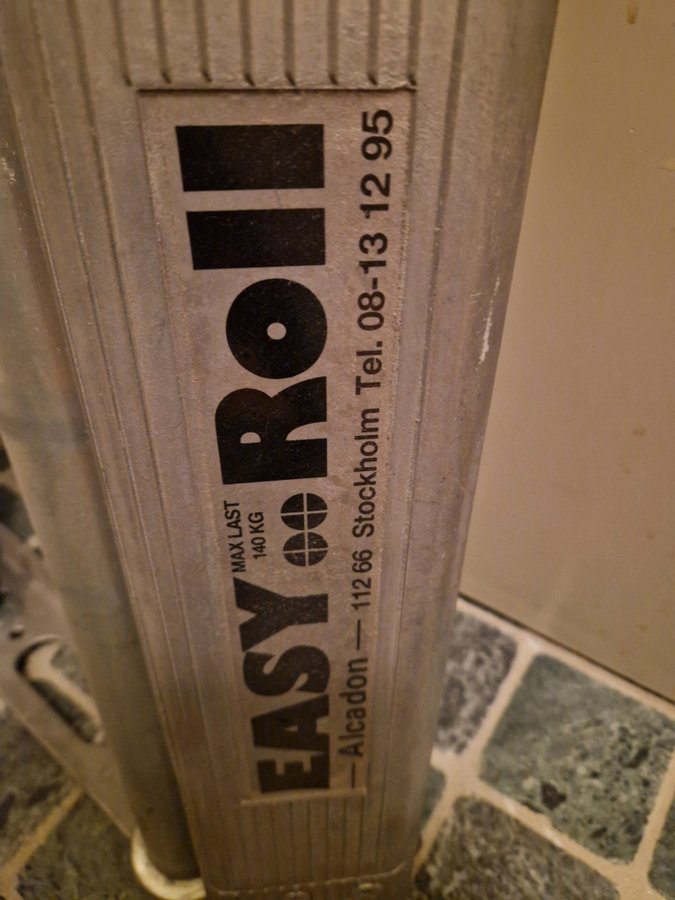 MAX LAST
140 KG
EASY Roll
— Alcadon — 112 66 Stockholm Tel. 08-13 12 95